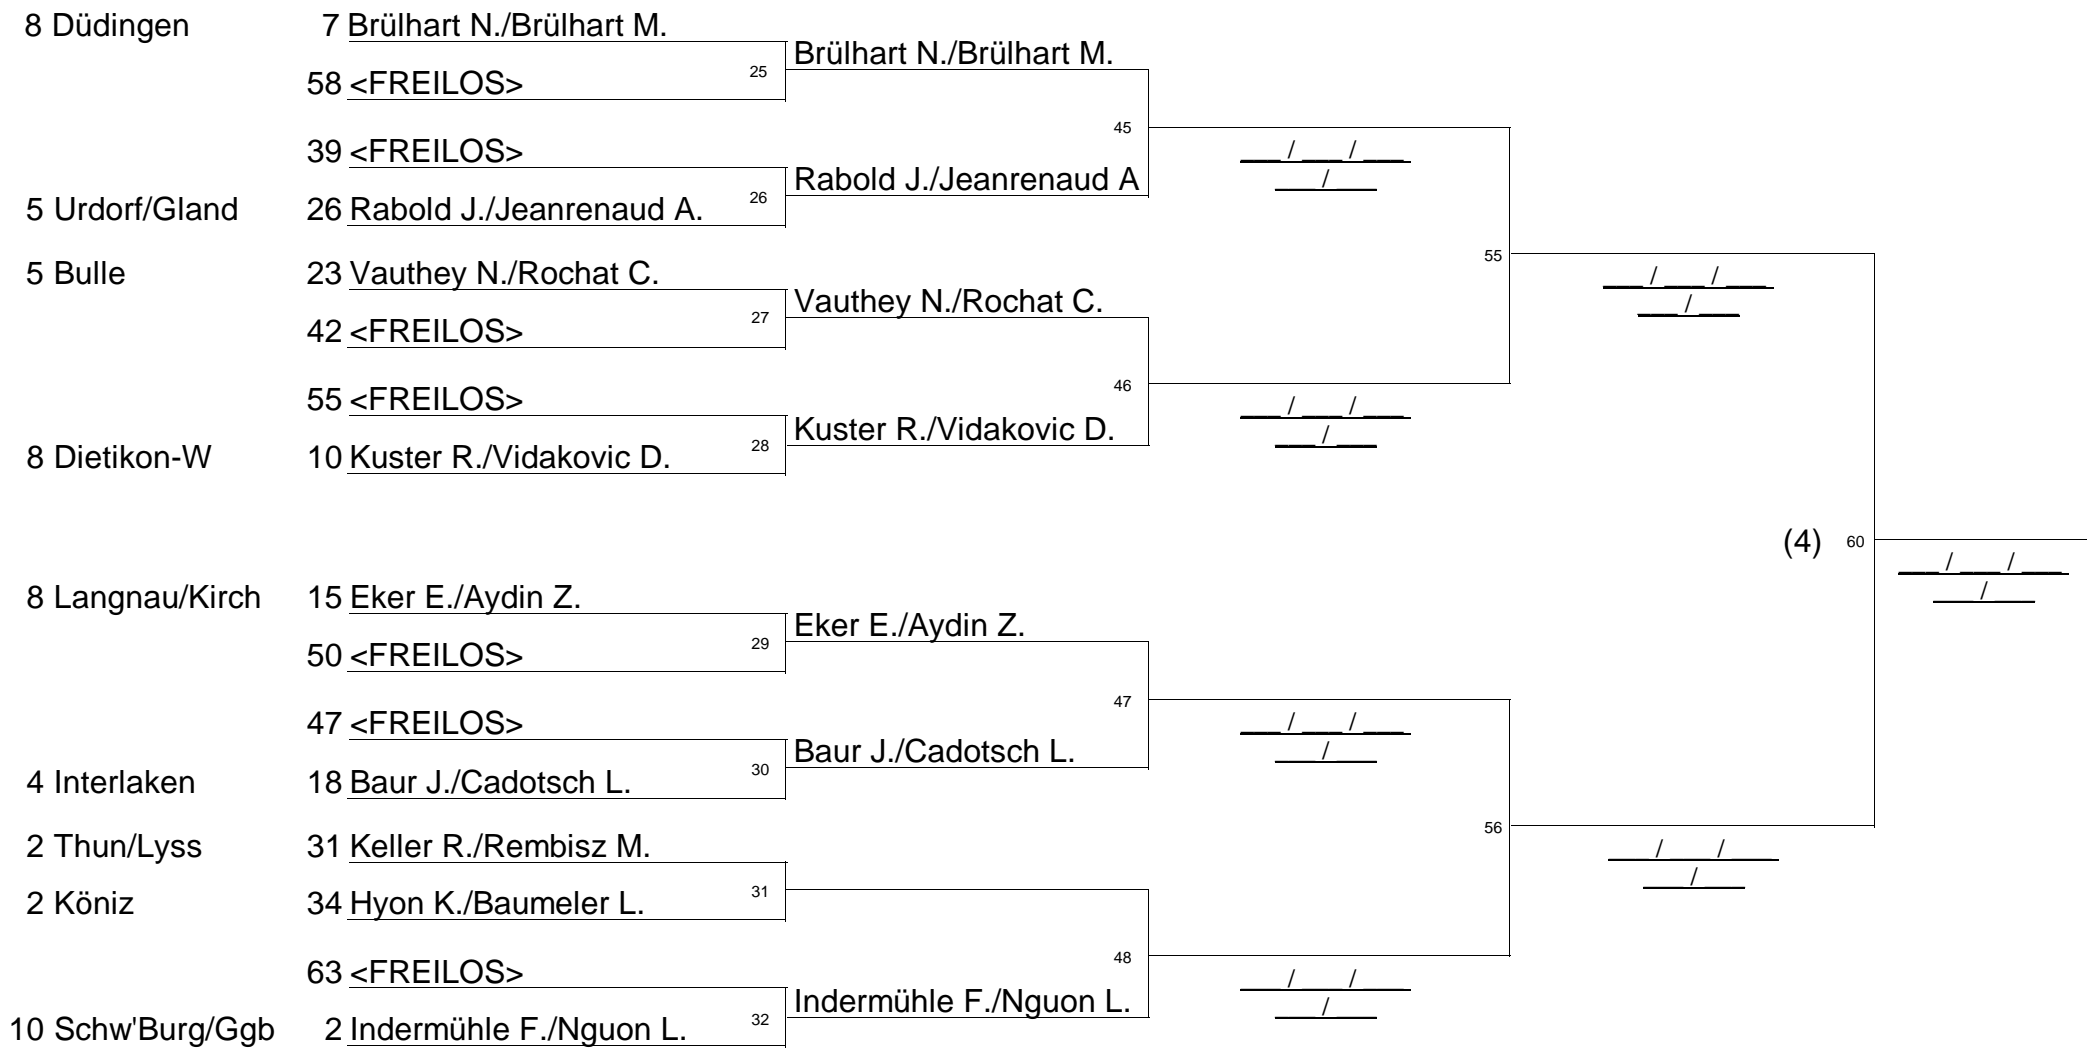 8 Düdingen 7 Brülhart N./Brülhart M.
Brülhart N./Brülhart M.
58 <FREILOS> 25
45
39 <FREILOS>
___ / ___ / ___
Rabold J./Jeanrenaud A
___ / ___
5 Urdorf/Gland 26 Rabold J./Jeanrenaud A. 26
55
5 Bulle 23 Vauthey N./Rochat C.
___ / ___ / ___
Vauthey N./Rochat C.
___ / ___
42 <FREILOS> 27
46
55 <FREILOS>
___ / ___ / ___
Kuster R./Vidakovic D.
___ / ___
8 Dietikon-W 10 Kuster R./Vidakovic D. 28
(4) 60
___ / ___ / ___
___ / ___
8 Langnau/Kirch 15 Eker E./Aydin Z.
Eker E./Aydin Z.
50 <FREILOS> 29
47
47 <FREILOS>
___ / ___ / ___
Baur J./Cadotsch L.
___ / ___
4 Interlaken 18 Baur J./Cadotsch L. 30
56
2 Thun/Lyss 31 Keller R./Rembisz M.
___ / ___ / ___
___ / ___
2 Köniz 34 Hyon K./Baumeler L. 31
48
63 <FREILOS>
___ / ___ / ___
Indermühle F./Nguon L.
___ / ___
10 Schw'Burg/Ggb 2 Indermühle F./Nguon L. 32